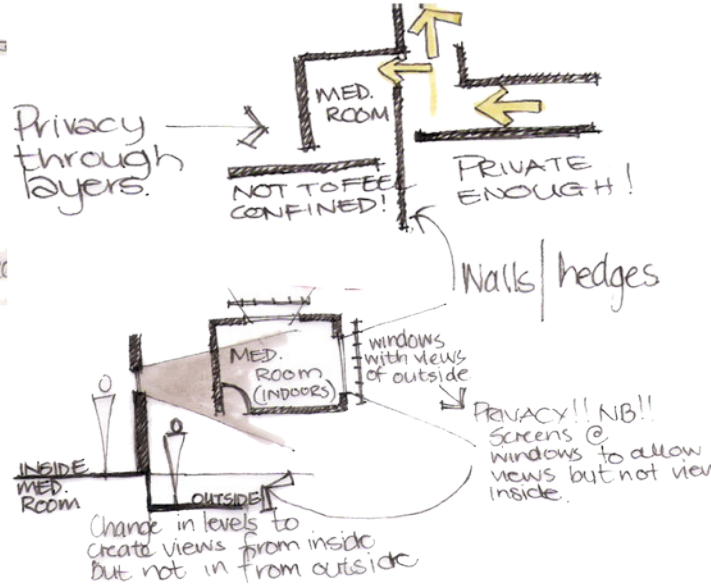 Privacy
through
layers.
MED.
ROOM
NOT TO FEEL
CONFINED!
PRIVATE
ENOUGH!
Walls/hedges
MED.
ROOM
(INDOORS)
windows
with views
of outside
PRIVACY!! NB!!
Screens @
windows to allow
views but not view
inside.
INSIDE
MED.
ROOM
OUTSIDE
Change in levels to
create views from inside
but not in from outside